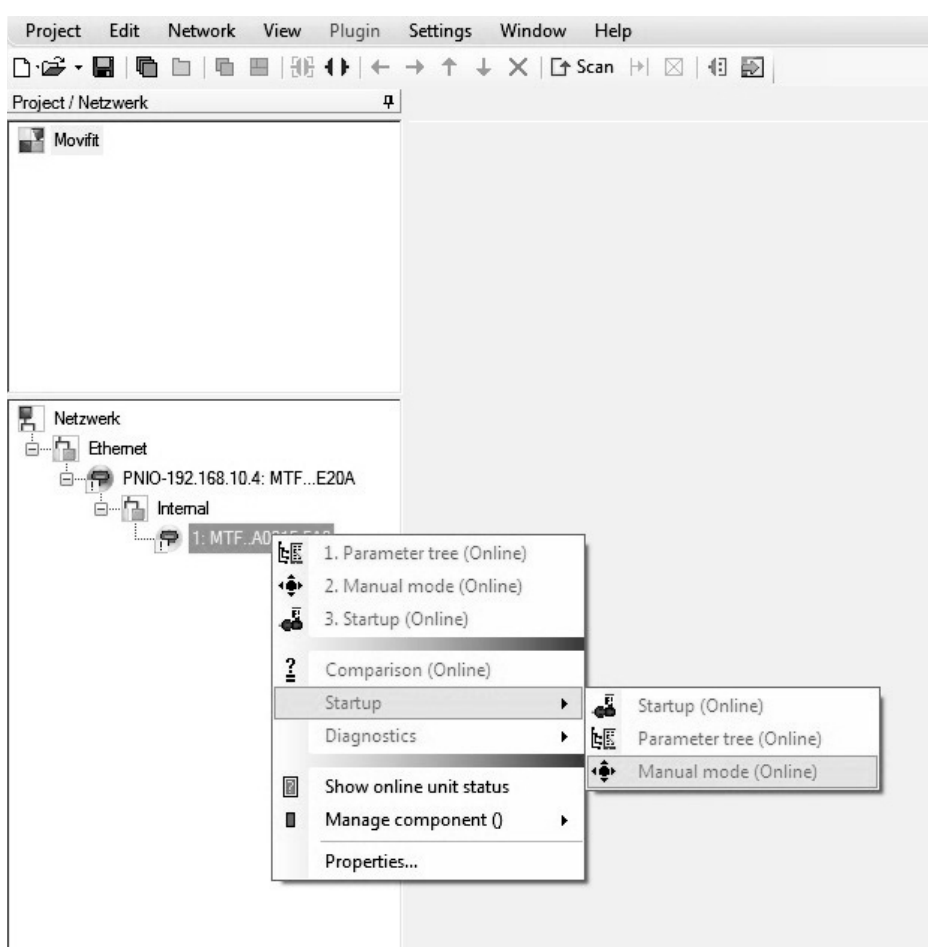 Project Edit Network View Plugin Settings Window Help
Scan
Project / Netzwerk
Movifit
Netzwerk
Ethernet
PNIO-192.168.10.4: MTF...E20A
Internal
1: MTF..
1. Parameter tree (Online)
2. Manual mode (Online)
3. Startup (Online)
Comparison (Online)
Startup
Diagnostics
Show online unit status
Manage component ()
Properties...
Startup (Online)
Parameter tree (Online)
Manual mode (Online)